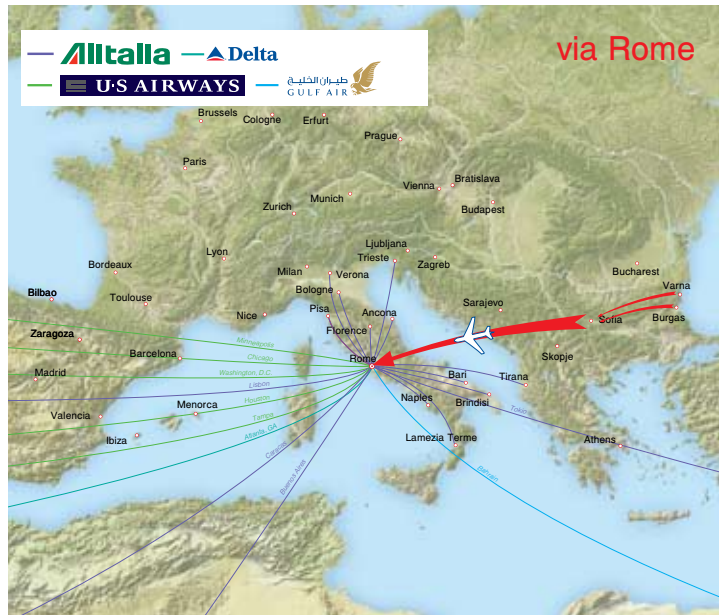 Alitalia Delta
U·S AIRWAYS طيران الخليج
GULF AIR
via Rome
Brussels
Cologne
Erfurt
Prague
Paris
Vienna
Bratislava
Munich
Zurich
Budapest
Lyon
Ljubljana
Trieste
Zagreb
Milan
Verona
Bordeaux
Bucharest
Bologne
Varna
Bilbao
Toulouse
Nice
Pisa
Ancona
Sarajevo
Sofia
Burgas
Florence
Zaragoza
Minneapolis
Barcelona
Chicago
Rome
Skopje
Madrid
Washington, D.C.
Bari
Tirana
Lisbon
Houston
Naples
Brindisi
Valencia
Menorca
Tampa
Tokio
Ibiza
Atlanta, GA
Lamezia Terme
Athens
Caracas
Buenos Aires
Bahrain